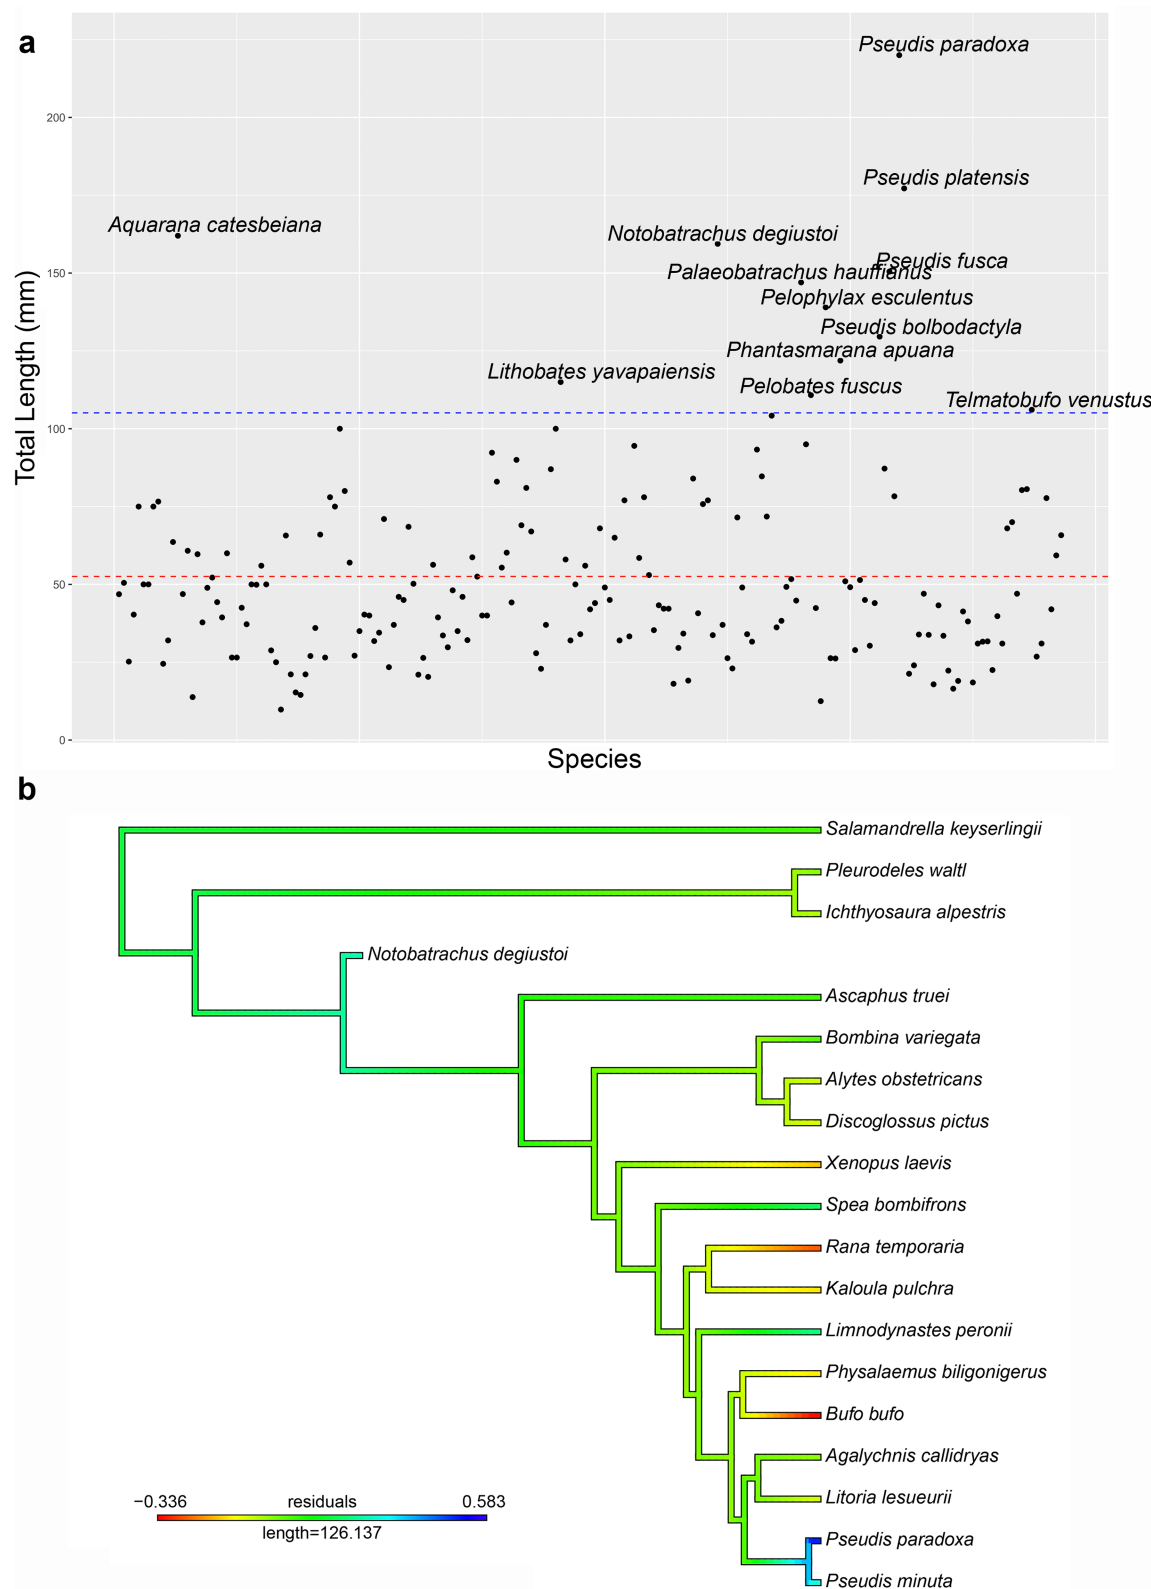 a
Pseudis paradoxa
200
Pseudis platensis
Aquarana catesbeiana
Notobatrachus degiustoi
Pseudis fusca
150
Palaeobatrachus hauffianus
Pelophylax esculentus
Pseudis bolbodactyla
Phantasmarana apuana
Lithobates yavapaiensis
Pelobates fuscus
Telmatobufo venustus
Total Length (mm)
100
50
0
Species
b
Salamandrella keyserlingii
Pleurodeles waltl
Ichthyosaura alpestris
Notobatrachus degiustoi
Ascaphus truei
Bombina variegata
Alytes obstetricans
Discoglossus pictus
Xenopus laevis
Spea bombifrons
Rana temporaria
Kaloula pulchra
Limnodynastes peronii
Physalaemus biligonigerus
Bufo bufo
Agalychnis callidryas
Litoria lesueurii
−0.336 residuals 0.583
length=126.137
Pseudis paradoxa
Pseudis minuta